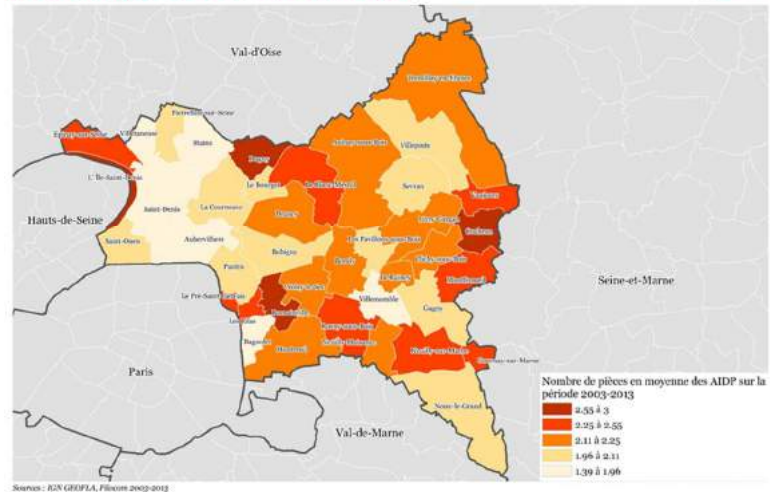 Val-d'Oise
Tremblay-en-France
Pierrefitte-sur-Seine
Epinay-sur-Seine
Villetaneuse
Stains
Aulnay-sous-Bois
Villepinte
Dugny
Le Bourget
Le Blanc-Mesnil
L' Île-Saint-Denis
Sevran
Vaujours
Hauts-de-Seine
Saint-Denis
La Courneuve
Drancy
Livry-Gargan
Coubron
Saint-Ouen
Aubervilliers
Les Pavillons-sous-Bois
Bobigny
Clichy-sous-Bois
Pantin
Bondy
Montfermeil
Seine-et-Marne
Le Raincy
Noisy-le-Sec
Le Pré-Saint-Gervais
Romainville
Villemomble
Gagny
Les Lilas
Rosny-sous-Bois
Bagnolet
Montreuil
Neuilly-Plaisance
Neuilly-sur-Marne
Gournay-sur-Marne
Paris
Noisy-le-Grand
Val-de-Marne
Nombre de pièces en moyenne des AIDP sur la
période 2003-2013
2.55 à 3
2.25 à 2.55
2.11 à 2.25
1.96 à 2.11
1.39 à 1.96
Sources : IGN GEOFLA, Filocom 2003-2013